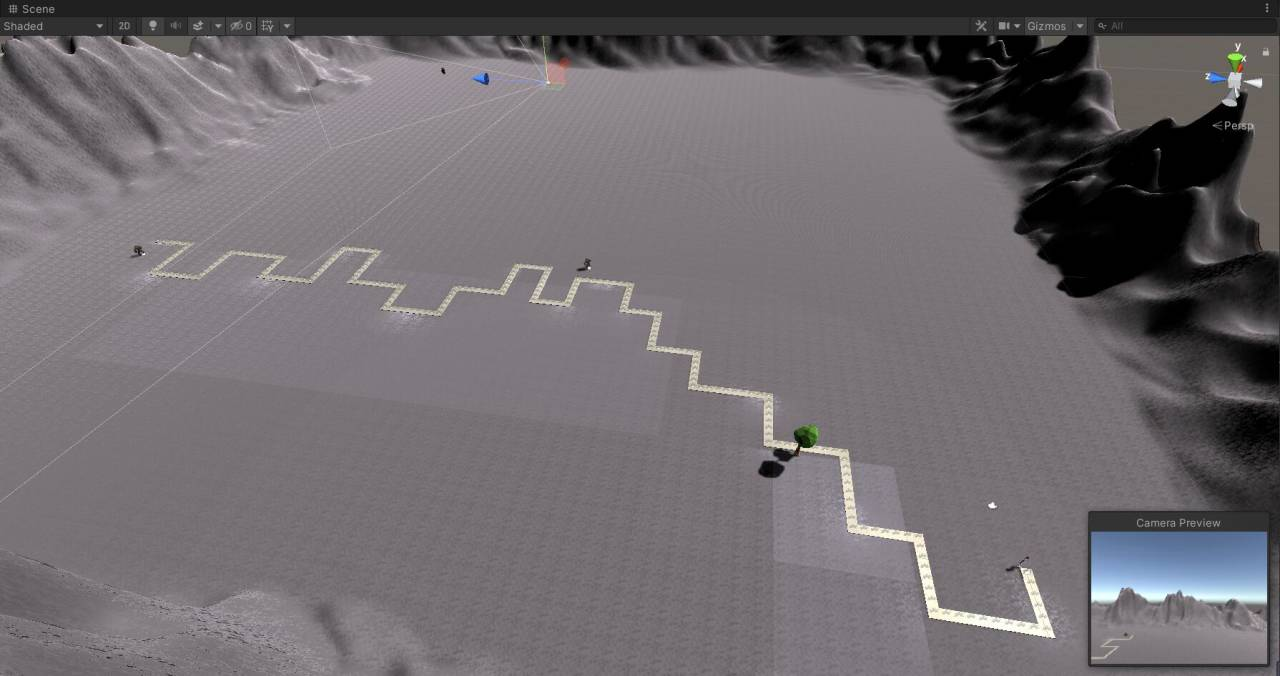 Scene
Shaded 2D 0 Gizmos All
y
x
z
Persp
Camera Preview